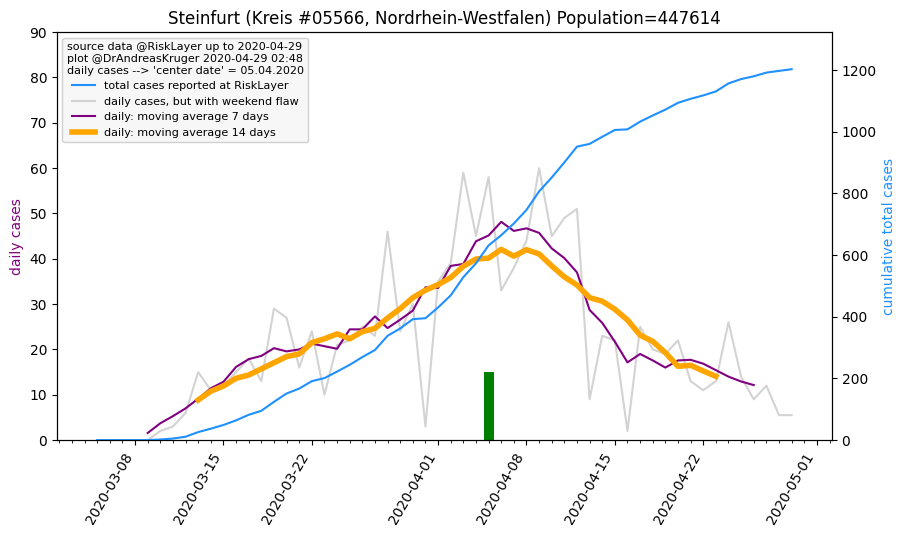 Steinfurt (Kreis #05566, Nordrhein-Westfalen) Population=447614
source data @RiskLayer up to 2020-04-29
plot @DrAndreasKruger 2020-04-29 02:48
daily cases --> 'center date' = 05.04.2020
total cases reported at RiskLayer
daily cases, but with weekend flaw
daily: moving average 7 days
daily: moving average 14 days
daily cases
90
80
70
60
50
40
30
20
10
0
1200
1000
800
600
400
200
0
cumulative total cases
2020-03-08
2020-03-15
2020-03-22
2020-04-01
2020-04-08
2020-04-15
2020-04-22
2020-05-01